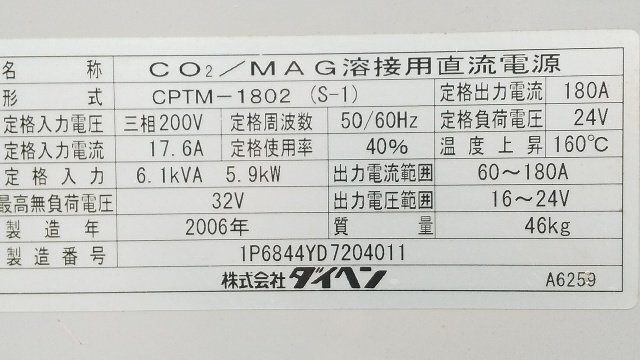 名称 CO2/MAG溶接用直流電源
形式 CPTM-1802 (S-1) 定格出力電流 180A
定格入力電圧 三相200V 定格周波数 50/60Hz 定格負荷電圧 24V
定格入力電流 17.6A 定格使用率 40% 温度上昇 160℃
定格入力 6.1kVA 5.9kW 出力電流範囲 60～180A
最高無負荷電圧 32V 出力電圧範囲 16～24V
製造年 2006年 質量 46kg
製造番号 1P6844YD7204011
株式会社ダイヘン A6259